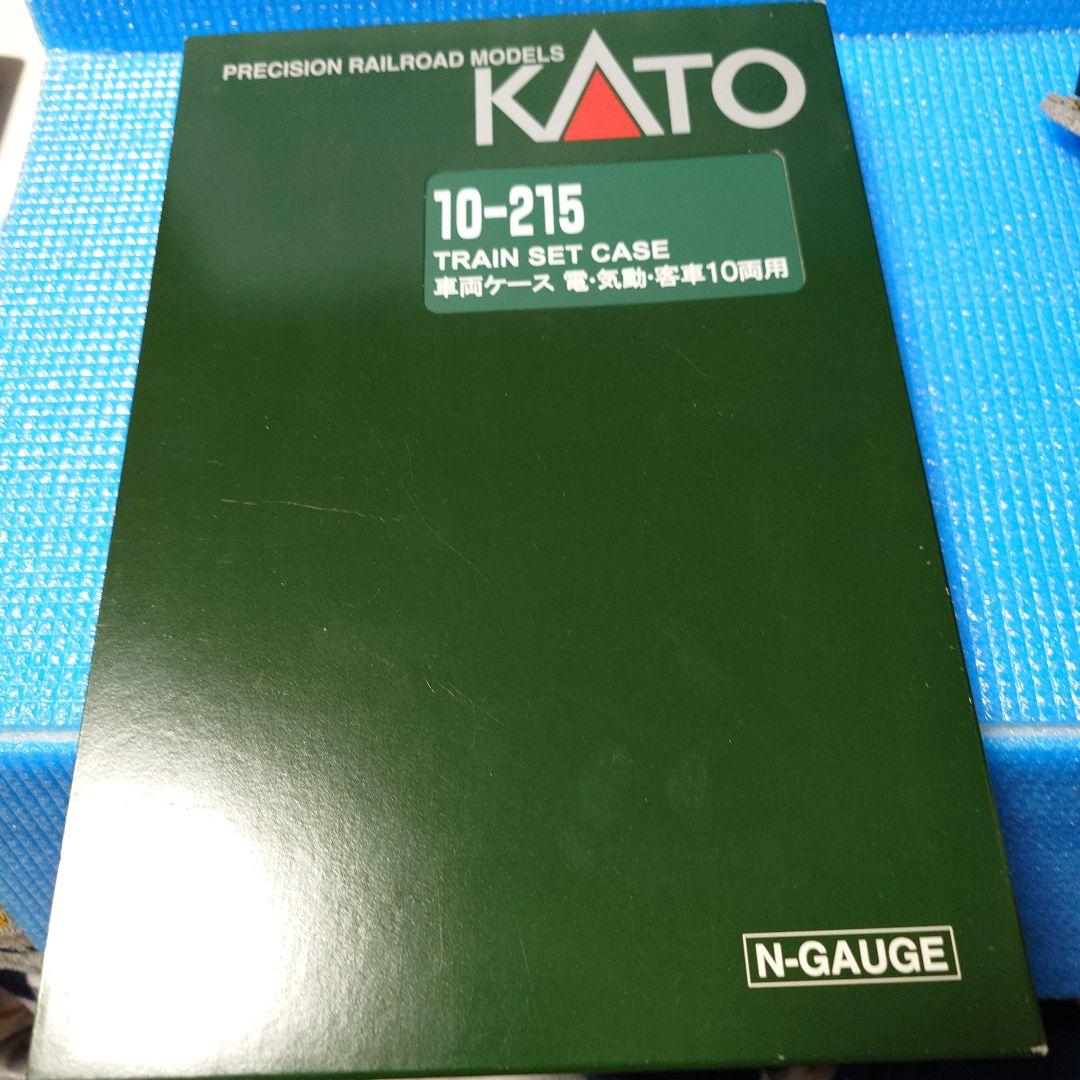 PRECISION RAILROAD MODELS
KATO
10-215
TRAIN SET CASE
車両ケース 電・気動・客車10両用
N-GAUGE